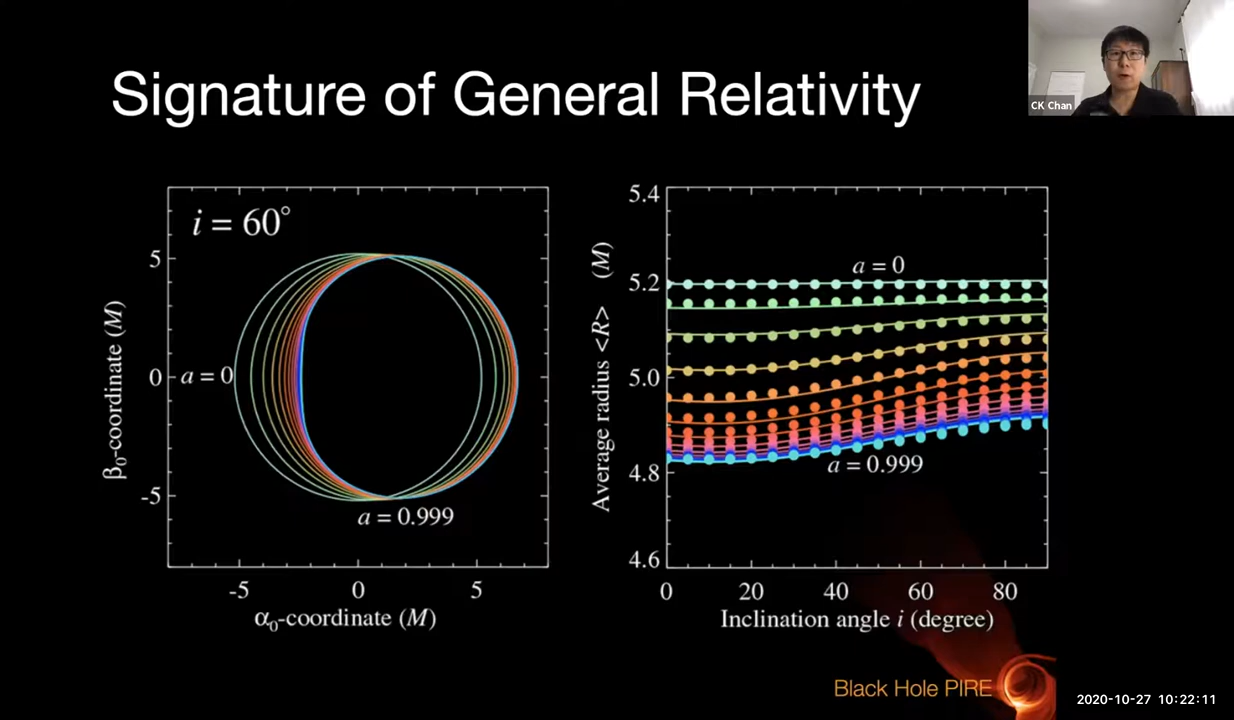 CK Chan
Signature of General Relativity
i = 60°
5
0
-5
a = 0
a = 0.999
-5
0
5
β₀-coordinate (M)
α₀-coordinate (M)
5.4
5.2
5.0
4.8
4.6
a = 0
a = 0.999
0
20
40
60
80
Average radius <R> (M)
Inclination angle i (degree)
Black Hole PIRE
2020-10-27 10:22:11